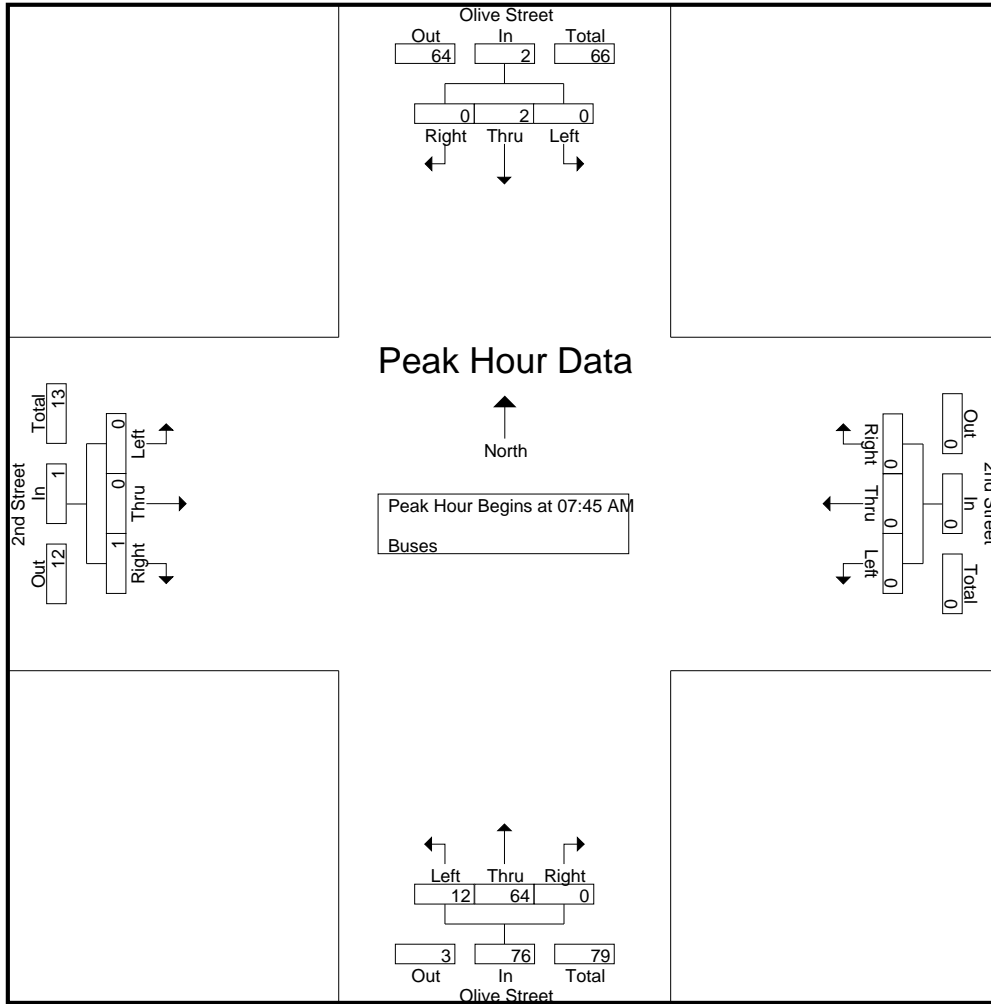 Olive Street
Out In Total
64 2 66
0 2 0
Right Thru Left
Peak Hour Data
North
Peak Hour Begins at 07:45 AM
Buses
2nd Street
Total In Out
13 1 12
0 0 1
Left Thru Right
Right Thru Left
0 0 0
0 0 0
Out In Total
2nd Street
Left Thru Right
12 64 0
3 76 79
Out In Total
Olive Street